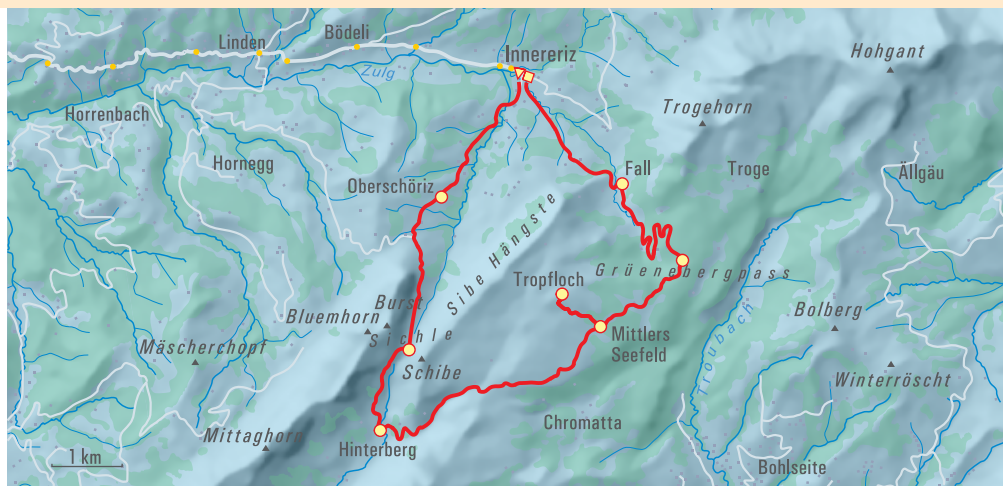 Linden
Bödeli
Innereriz
Hohgant
Zulg
Horrenbach
Trogehorn
Hornegg
Fall
Troge
Ällgäu
Oberschöriz
Sibe Hängste
Grüenebergpass
Tropfloch
Burst
Bluemhorn
Sichle
Bolberg
Mittlers
Seefeld
Troubach
Mäscherchopf
Schibe
Winterröscht
Chromatta
Mittaghorn
Hinterberg
1 km
Bohlseite